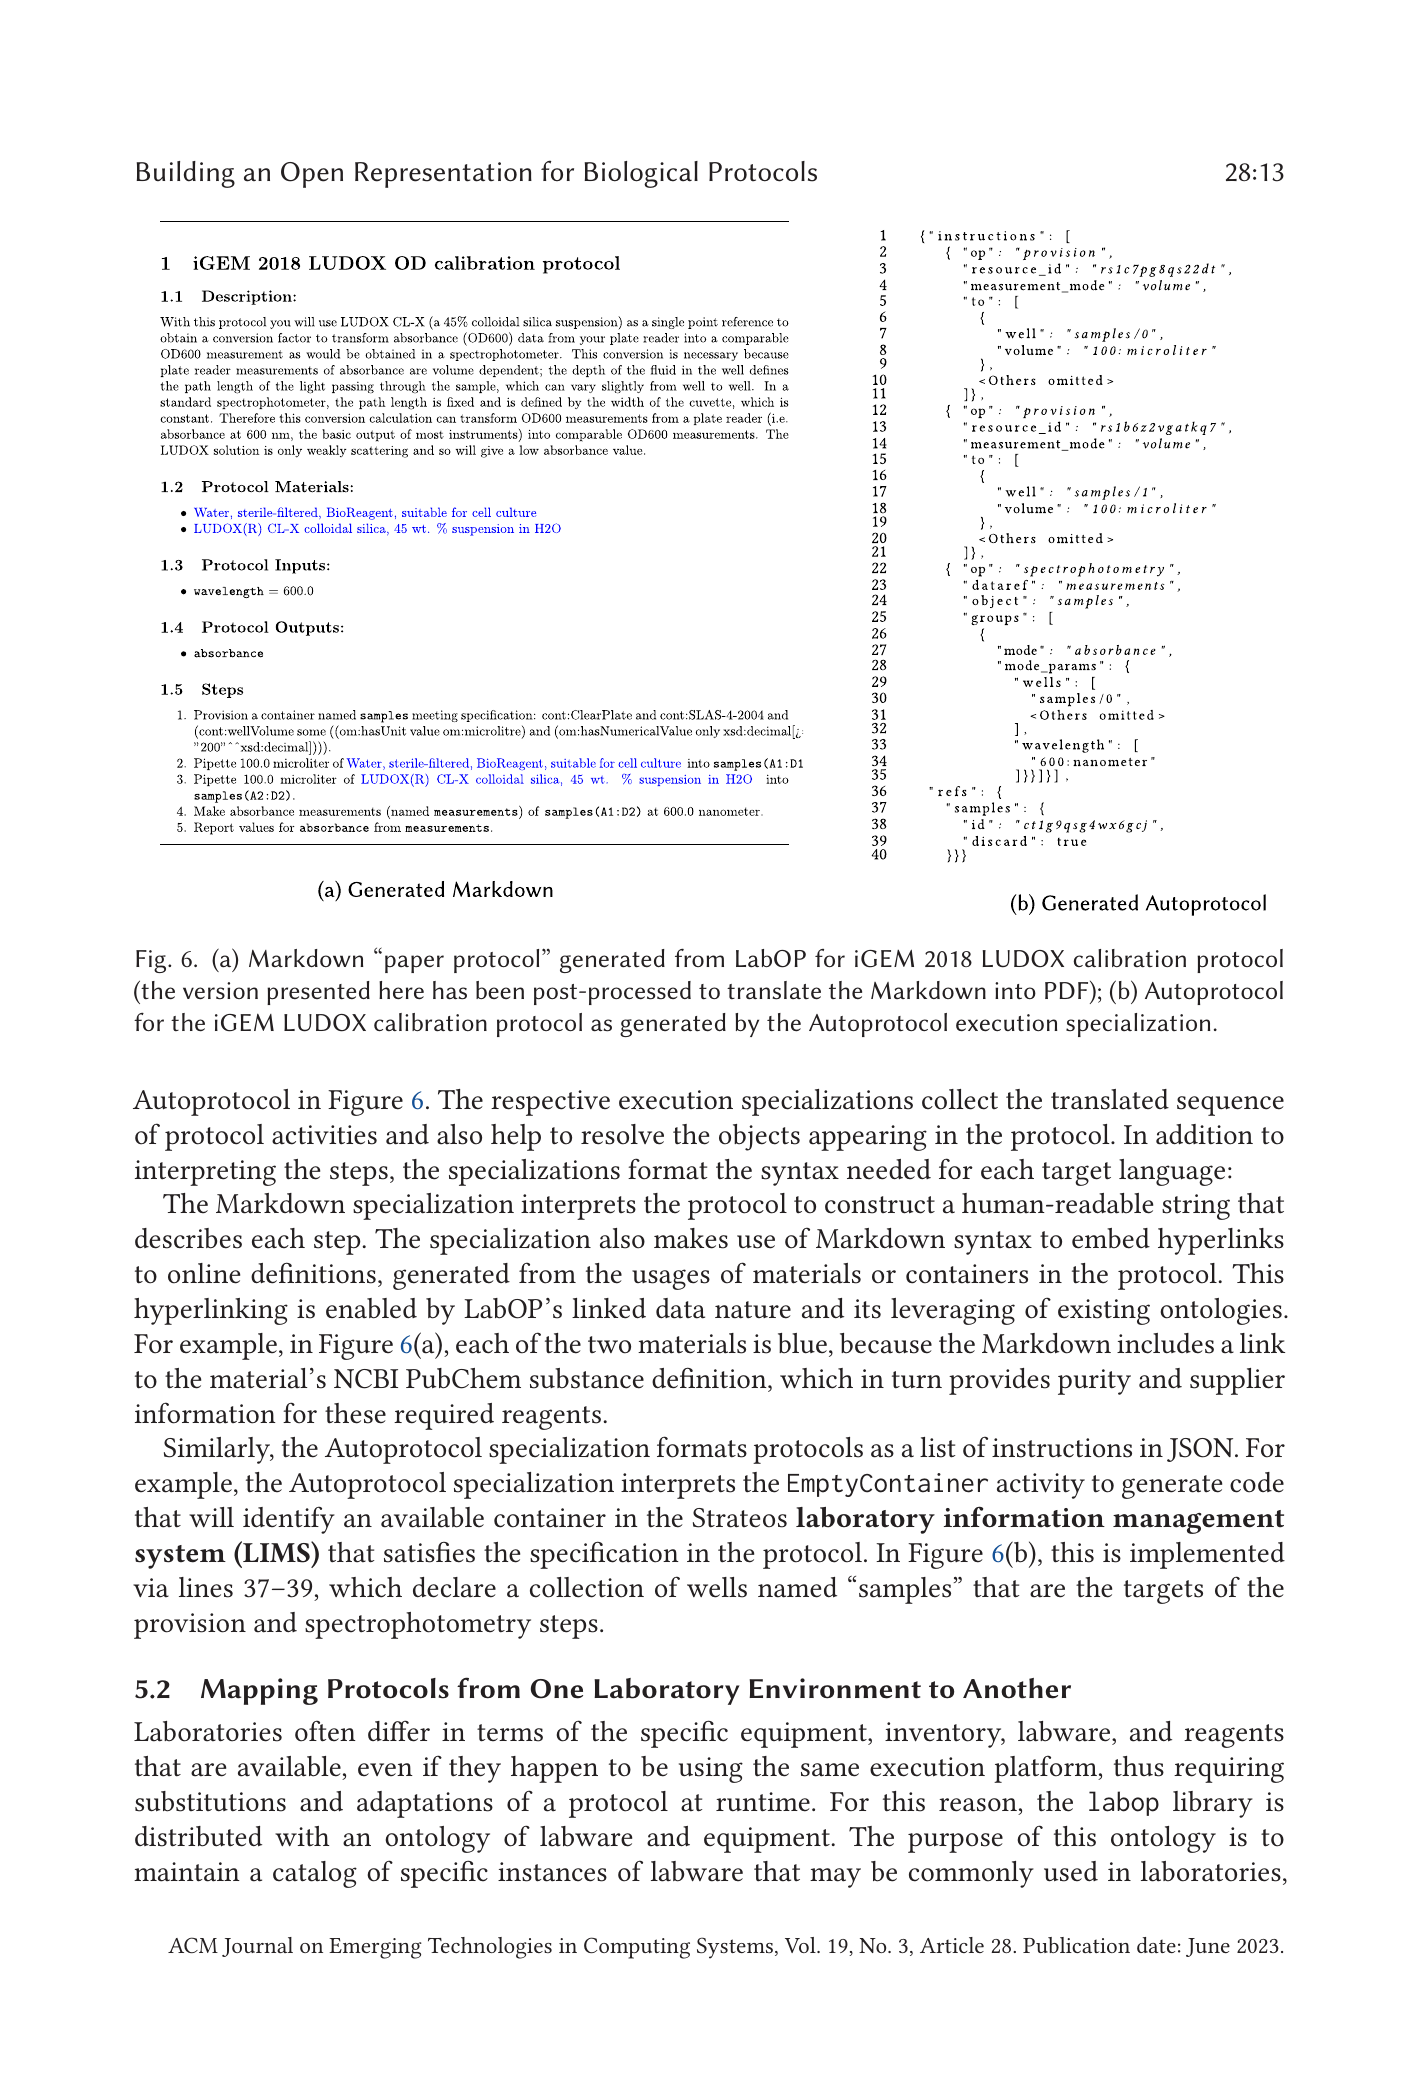 Building an Open Representation for Biological Protocols 28:13
1 iGEM 2018 LUDOX OD calibration protocol
1.1 Description:
With this protocol you will use LUDOX CL-X (a 45% colloidal silica suspension) as a single point reference to
obtain a conversion factor to transform absorbance (OD600) data from your plate reader into a comparable
OD600 measurement as would be obtained in a spectrophotometer. This conversion is necessary because
plate reader measurements of absorbance are volume dependent; the depth of the fluid in the well defines
the path length of the light passing through the sample, which can vary slightly from well to well. In a
standard spectrophotometer, the path length is fixed and is defined by the width of the cuvette, which is
constant. Therefore this conversion calculation can transform OD600 measurements from a plate reader (i.e.
absorbance at 600 nm, the basic output of most instruments) into comparable OD600 measurements. The
LUDOX solution is only weakly scattering and so will give a low absorbance value.
1.2 Protocol Materials:
• Water, sterile-filtered, BioReagent, suitable for cell culture
• LUDOX(R) CL-X colloidal silica, 45 wt. % suspension in H2O
1.3 Protocol Inputs:
• wavelength = 600.0
1.4 Protocol Outputs:
• absorbance
1.5 Steps
1. Provision a container named samples meeting specification: cont:ClearPlate and cont:SLAS-4-2004 and
(cont:wellVolume some ((om:hasUnit value om:microlitre) and (om:hasNumericalValue only xsd:decimal[¿:
"200"^^xsd:decimal]))).
2. Pipette 100.0 microliter of Water, sterile-filtered, BioReagent, suitable for cell culture into samples(A1:D1
3. Pipette 100.0 microliter of LUDOX(R) CL-X colloidal silica, 45 wt. % suspension in H2O into
samples(A2:D2).
4. Make absorbance measurements (named measurements) of samples(A1:D2) at 600.0 nanometer.
5. Report values for absorbance from measurements.
(a) Generated Markdown
1 {"instructions": [
2 { "op": "provision",
3 "resource_id": "rs1c7pg8qs22dt",
4 "measurement_mode": "volume",
5 "to": [
6 {
7 "well": "samples/0",
8 "volume": "100:microliter"
9 },
10 <Others omitted>
11 ]},
12 { "op": "provision",
13 "resource_id": "rs1b6z2vgatkq7",
14 "measurement_mode": "volume",
15 "to": [
16 {
17 "well": "samples/1",
18 "volume": "100:microliter"
19 },
20 <Others omitted>
21 ]},
22 { "op": "spectrophotometry",
23 "dataref": "measurements",
24 "object": "samples",
25 "groups": [
26 {
27 "mode": "absorbance",
28 "mode_params": {
29 "wells": [
30 "samples/0",
31 <Others omitted>
32 ],
33 "wavelength": [
34 "600:nanometer"
35 ]}}]}],
36 "refs": {
37 "samples": {
38 "id": "ct1g9qsg4wx6gcj",
39 "discard": true
40 }}}
(b) Generated Autoprotocol
Fig. 6. (a) Markdown “paper protocol” generated from LabOP for iGEM 2018 LUDOX calibration protocol
(the version presented here has been post-processed to translate the Markdown into PDF); (b) Autoprotocol
for the iGEM LUDOX calibration protocol as generated by the Autoprotocol execution specialization.
Autoprotocol in Figure 6. The respective execution specializations collect the translated sequence
of protocol activities and also help to resolve the objects appearing in the protocol. In addition to
interpreting the steps, the specializations format the syntax needed for each target language:
The Markdown specialization interprets the protocol to construct a human-readable string that
describes each step. The specialization also makes use of Markdown syntax to embed hyperlinks
to online definitions, generated from the usages of materials or containers in the protocol. This
hyperlinking is enabled by LabOP’s linked data nature and its leveraging of existing ontologies.
For example, in Figure 6(a), each of the two materials is blue, because the Markdown includes a link
to the material’s NCBI PubChem substance definition, which in turn provides purity and supplier
information for these required reagents.
Similarly, the Autoprotocol specialization formats protocols as a list of instructions in JSON. For
example, the Autoprotocol specialization interprets the EmptyContainer activity to generate code
that will identify an available container in the Strateos laboratory information management
system (LIMS) that satisfies the specification in the protocol. In Figure 6(b), this is implemented
via lines 37–39, which declare a collection of wells named “samples” that are the targets of the
provision and spectrophotometry steps.
5.2 Mapping Protocols from One Laboratory Environment to Another
Laboratories often differ in terms of the specific equipment, inventory, labware, and reagents
that are available, even if they happen to be using the same execution platform, thus requiring
substitutions and adaptations of a protocol at runtime. For this reason, the labop library is
distributed with an ontology of labware and equipment. The purpose of this ontology is to
maintain a catalog of specific instances of labware that may be commonly used in laboratories,
ACM Journal on Emerging Technologies in Computing Systems, Vol. 19, No. 3, Article 28. Publication date: June 2023.